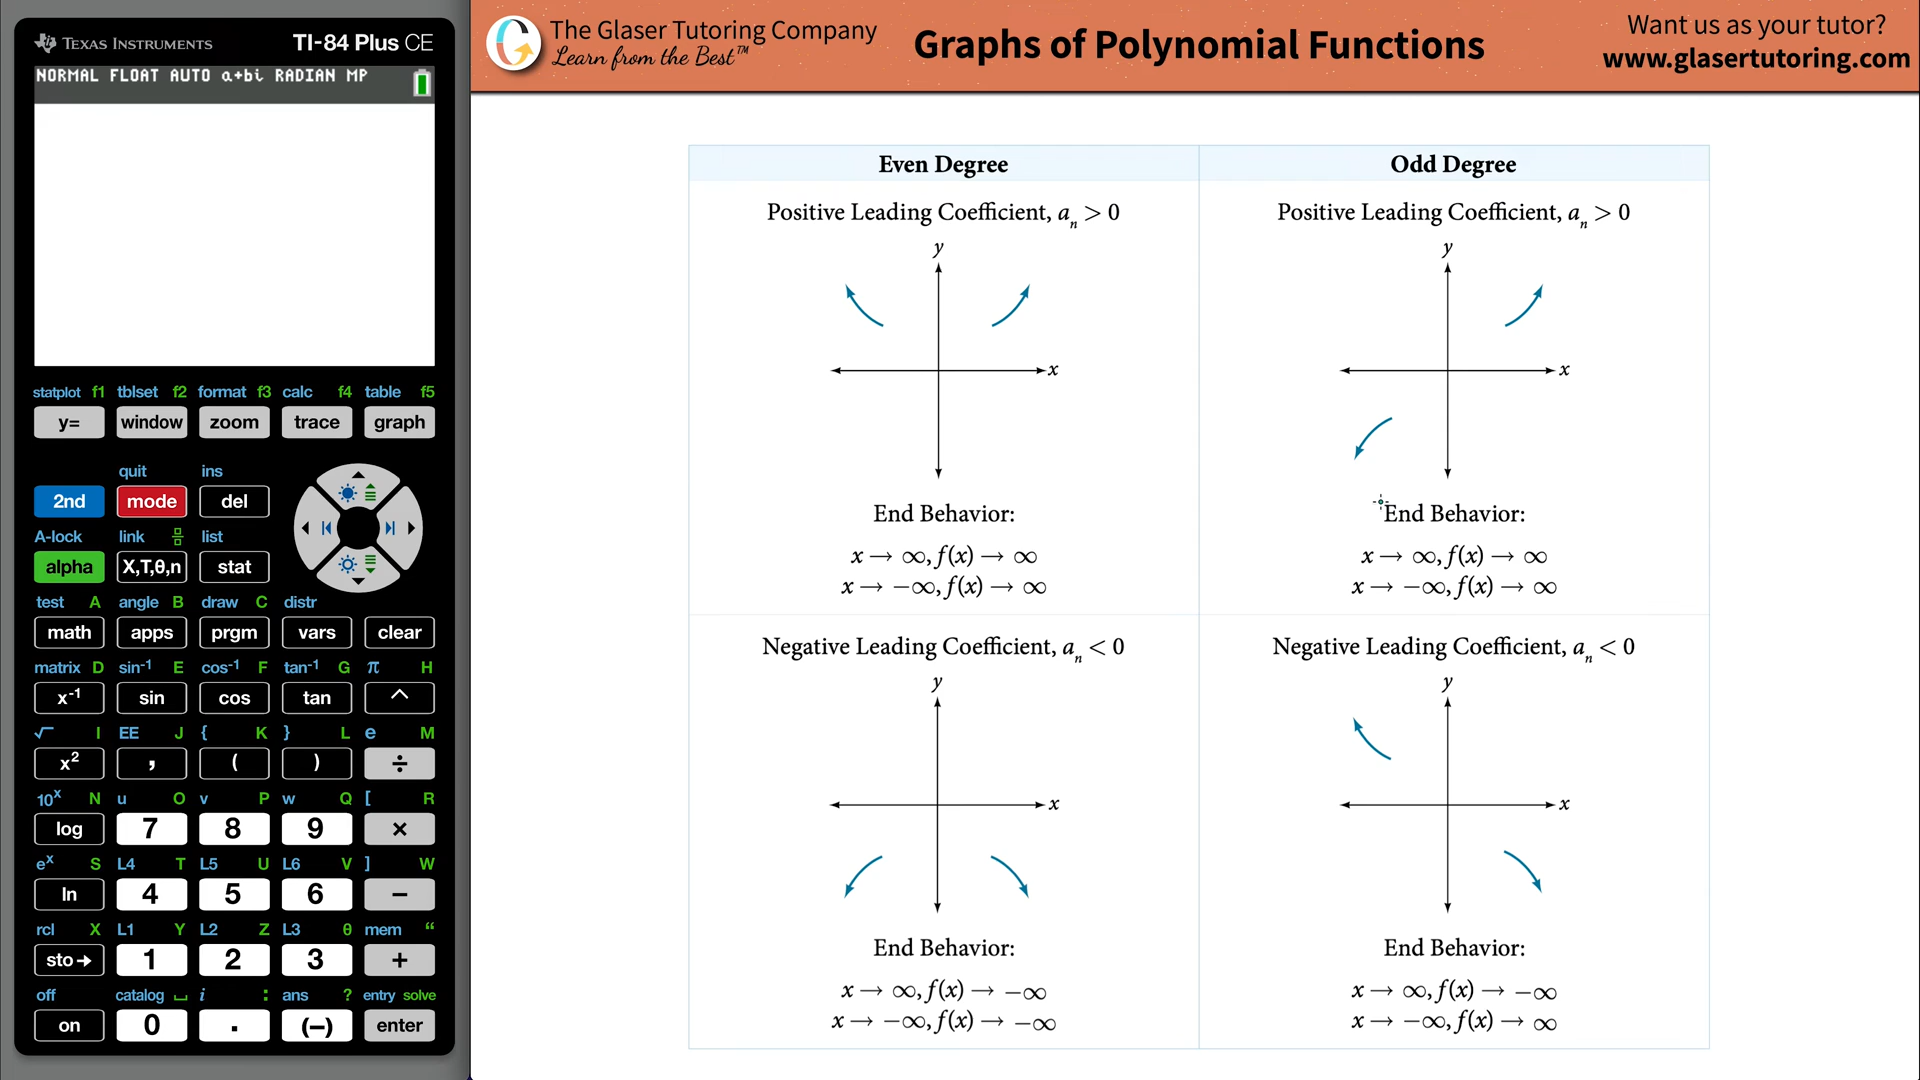 TEXAS INSTRUMENTS TI-84 Plus CE
NORMAL FLOAT AUTO a+bi RADIAN MP
statplot f1 tblset f2 format f3 calc f4 table f5
y= window zoom trace graph
quit ins
2nd mode del
A-lock link list
alpha X,T,θ,n stat
test A angle B draw C distr
math apps prgm vars clear
matrix D sin⁻¹ E cos⁻¹ F tan⁻¹ G π H
x⁻¹ sin cos tan ^
√ I EE J { K } L e M
x² , ( ) ÷
10ˣ N u O v P w Q [ R
log 7 8 9 ×
eˣ S L4 T L5 U L6 V ] W
ln 4 5 6 −
rcl X L1 Y L2 Z L3 θ mem “
sto→ 1 2 3 +
off catalog ⎵ i : ans ? entry solve
on 0 . (−) enter
The Glaser Tutoring Company
Learn from the Best™
Graphs of Polynomial Functions
Want us as your tutor?
www.glasertutoring.com
Even Degree
Positive Leading Coefficient, aₙ > 0
y
x
End Behavior:
x → ∞, f(x) → ∞
x → −∞, f(x) → ∞
Odd Degree
Positive Leading Coefficient, aₙ > 0
y
x
End Behavior:
x → ∞, f(x) → ∞
x → −∞, f(x) → ∞
Negative Leading Coefficient, aₙ < 0
y
x
End Behavior:
x → ∞, f(x) → −∞
x → −∞, f(x) → −∞
Negative Leading Coefficient, aₙ < 0
y
x
End Behavior:
x → ∞, f(x) → −∞
x → −∞, f(x) → ∞